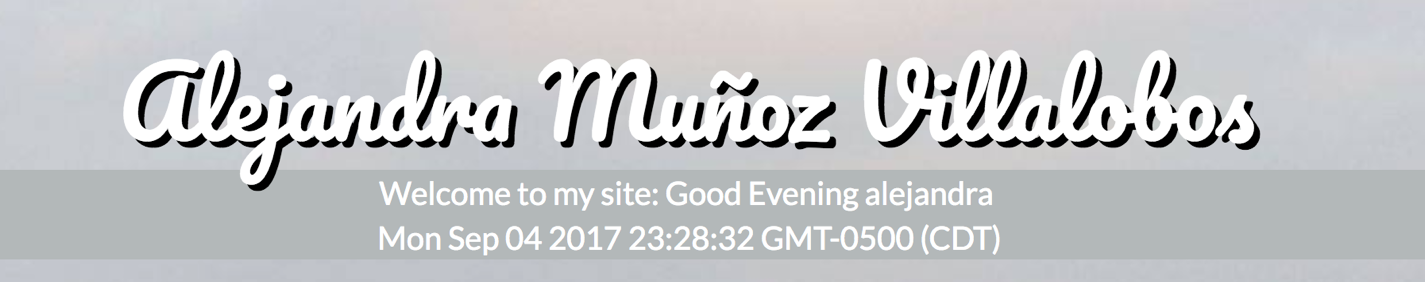 Alejandra Muñoz Villalobos
Welcome to my site: Good Evening alejandra
Mon Sep 04 2017 23:28:32 GMT-0500 (CDT)